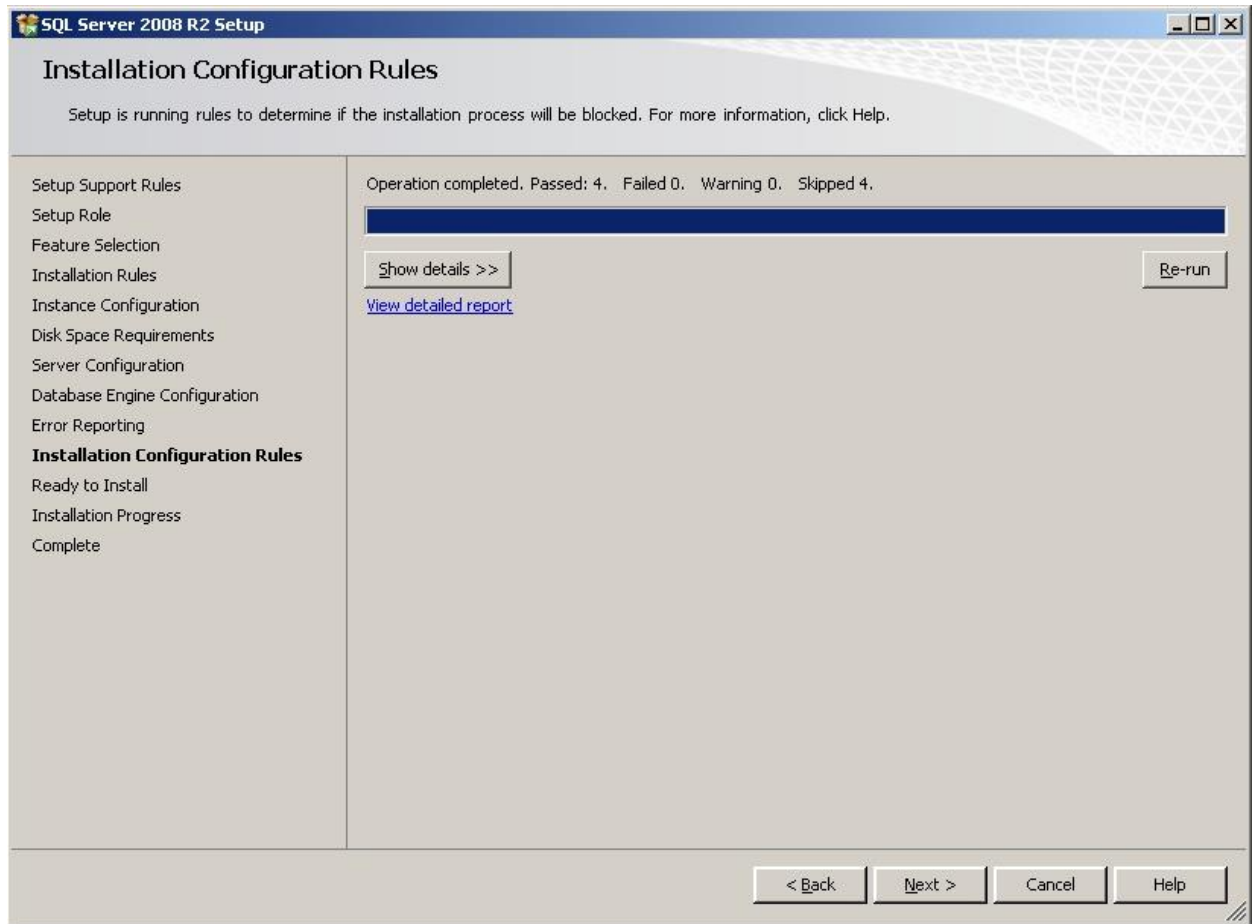 SQL Server 2008 R2 Setup
Installation Configuration Rules
Setup is running rules to determine if the installation process will be blocked. For more information, click Help.
Setup Support Rules
Setup Role
Feature Selection
Installation Rules
Instance Configuration
Disk Space Requirements
Server Configuration
Database Engine Configuration
Error Reporting
Installation Configuration Rules
Ready to Install
Installation Progress
Complete
Operation completed. Passed: 4.   Failed 0.   Warning 0.   Skipped 4.
Show details >>
Re-run
View detailed report
< Back
Next >
Cancel
Help